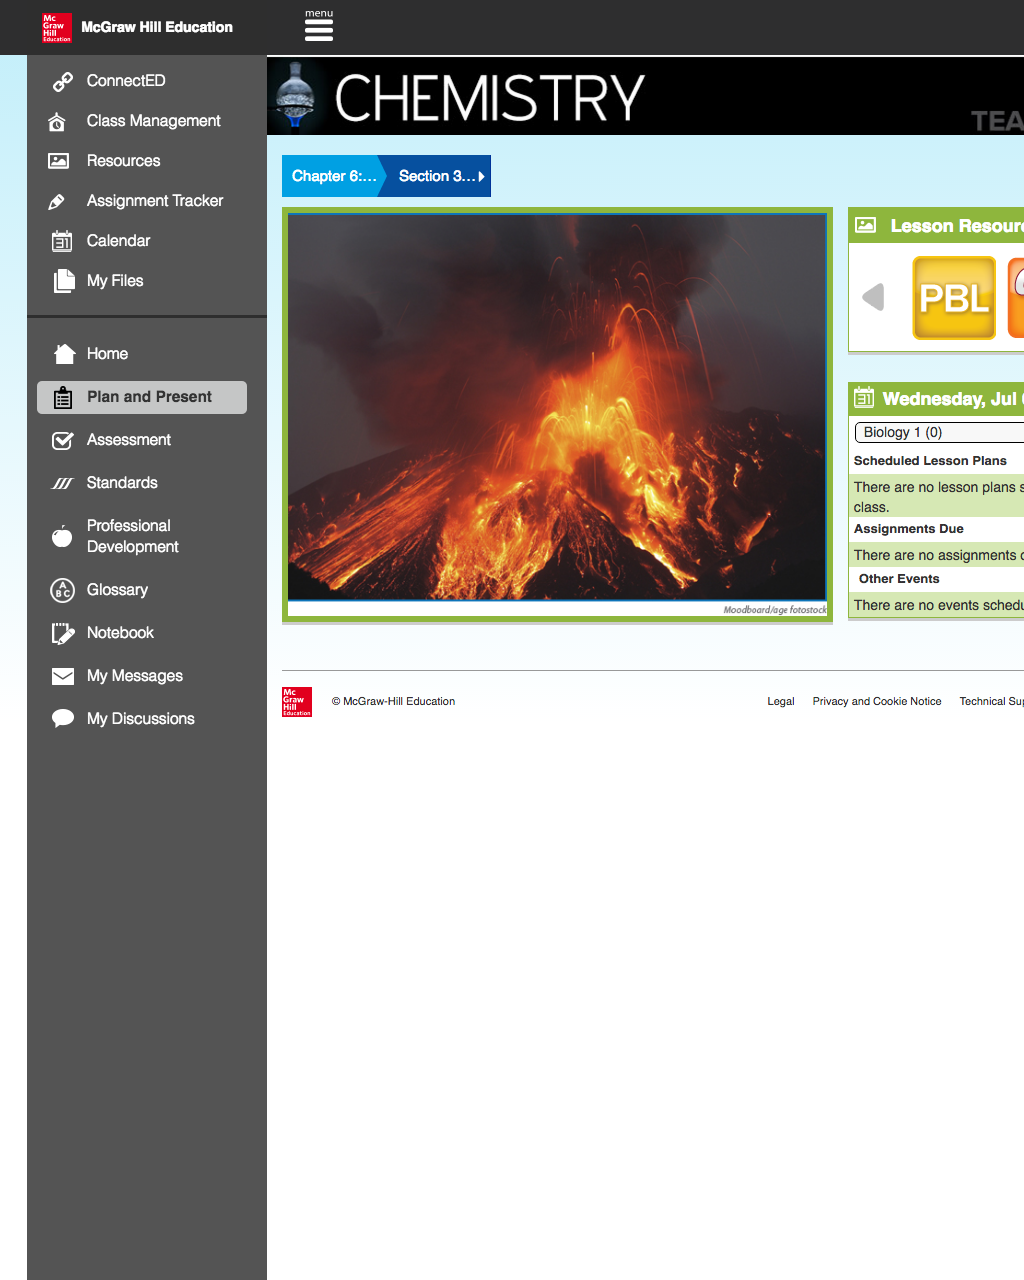 Mc
Graw
Hill
Education
McGraw Hill Education
menu
ConnectED
Class Management
Resources
Assignment Tracker
31
Calendar
My Files
Home
Plan and Present
Assessment
Standards
Professional
Development
A
B C
Glossary
Notebook
My Messages
My Discussions
CHEMISTRY
TEA
Chapter 6:...
Section 3...
Moodboard/age fotostock
Lesson Resour
PBL
31
Wednesday, Jul
Biology 1 (0)
Scheduled Lesson Plans
There are no lesson plans s
class.
Assignments Due
There are no assignments
Other Events
There are no events schedu
Mc
Graw
Hill
Education
© McGraw-Hill Education
Legal
Privacy and Cookie Notice
Technical Sup